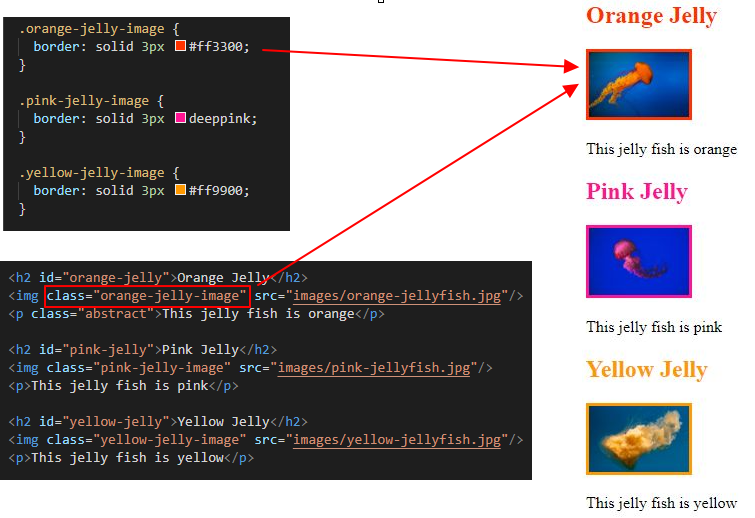 .orange-jelly-image {
border: solid 3px #ff3300;
}
.pink-jelly-image {
border: solid 3px deeppink;
}
.yellow-jelly-image {
border: solid 3px #ff9900;
}
<h2 id="orange-jelly">Orange Jelly</h2>
<img class="orange-jelly-image" src="images/orange-jellyfish.jpg"/>
<p class="abstract">This jelly fish is orange</p>
<h2 id="pink-jelly">Pink Jelly</h2>
<img class="pink-jelly-image" src="images/pink-jellyfish.jpg"/>
<p>This jelly fish is pink</p>
<h2 id="yellow-jelly">Yellow Jelly</h2>
<img class="yellow-jelly-image" src="images/yellow-jellyfish.jpg"/>
<p>This jelly fish is yellow</p>
Orange Jelly
This jelly fish is orange
Pink Jelly
This jelly fish is pink
Yellow Jelly
This jelly fish is yellow